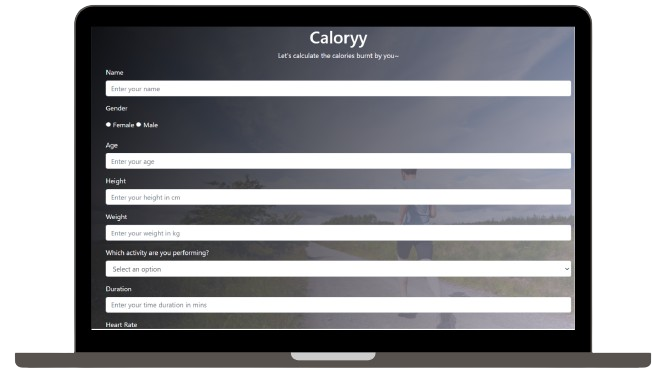 Caloryy
Let's calculate the calories burnt by you~
Name
Enter your name
Gender
Female Male
Age
Enter your age
Height
Enter your height in cm
Weight
Enter your weight in kg
Which activity are you performing?
Select an option
Duration
Enter your time duration in mins
Heart Rate